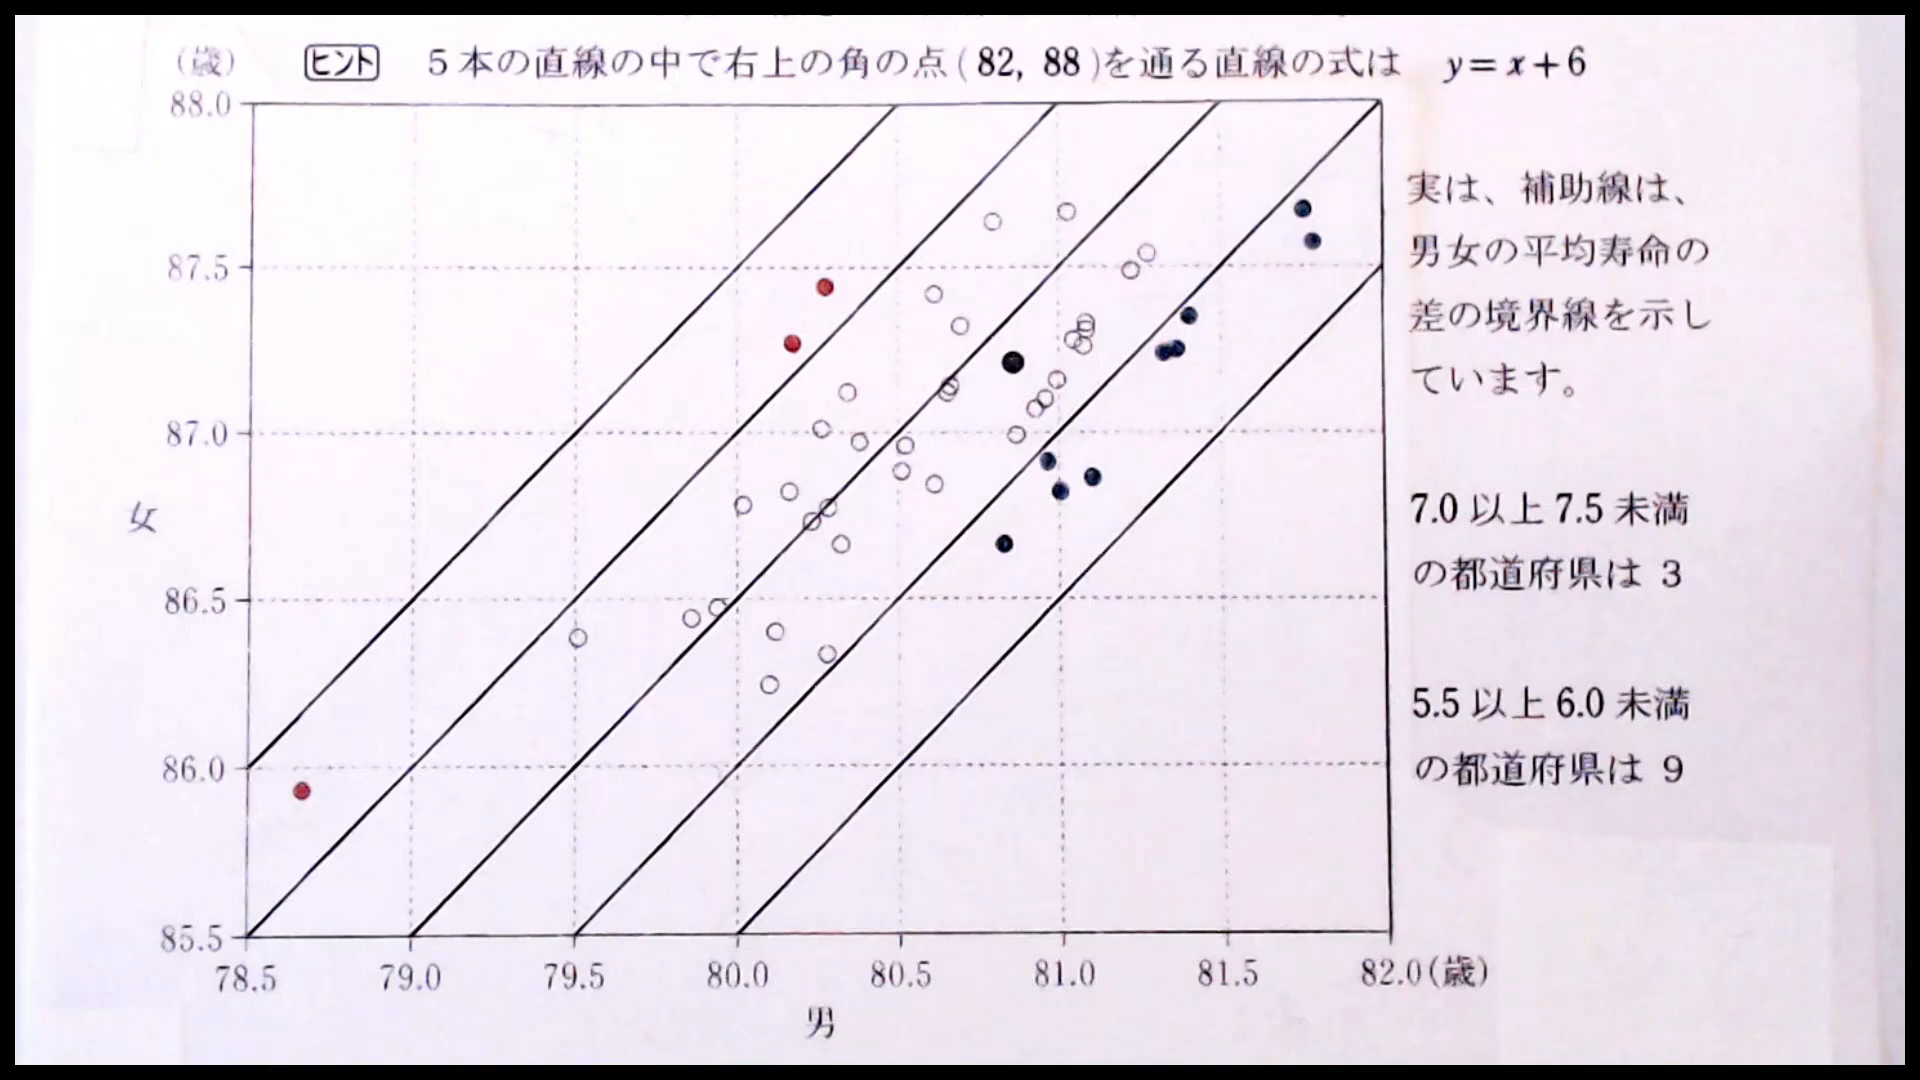 (歳) ヒント 5本の直線の中で右上の角の点(82, 88)を通る直線の式は y=x+6
88.0
87.5
87.0
86.5
86.0
85.5
女
78.5 79.0 79.5 80.0 80.5 81.0 81.5 82.0(歳)
男
実は、補助線は、
男女の平均寿命の
差の境界線を示し
ています。
7.0以上7.5未満
の都道府県は 3
5.5以上6.0未満
の都道府県は 9